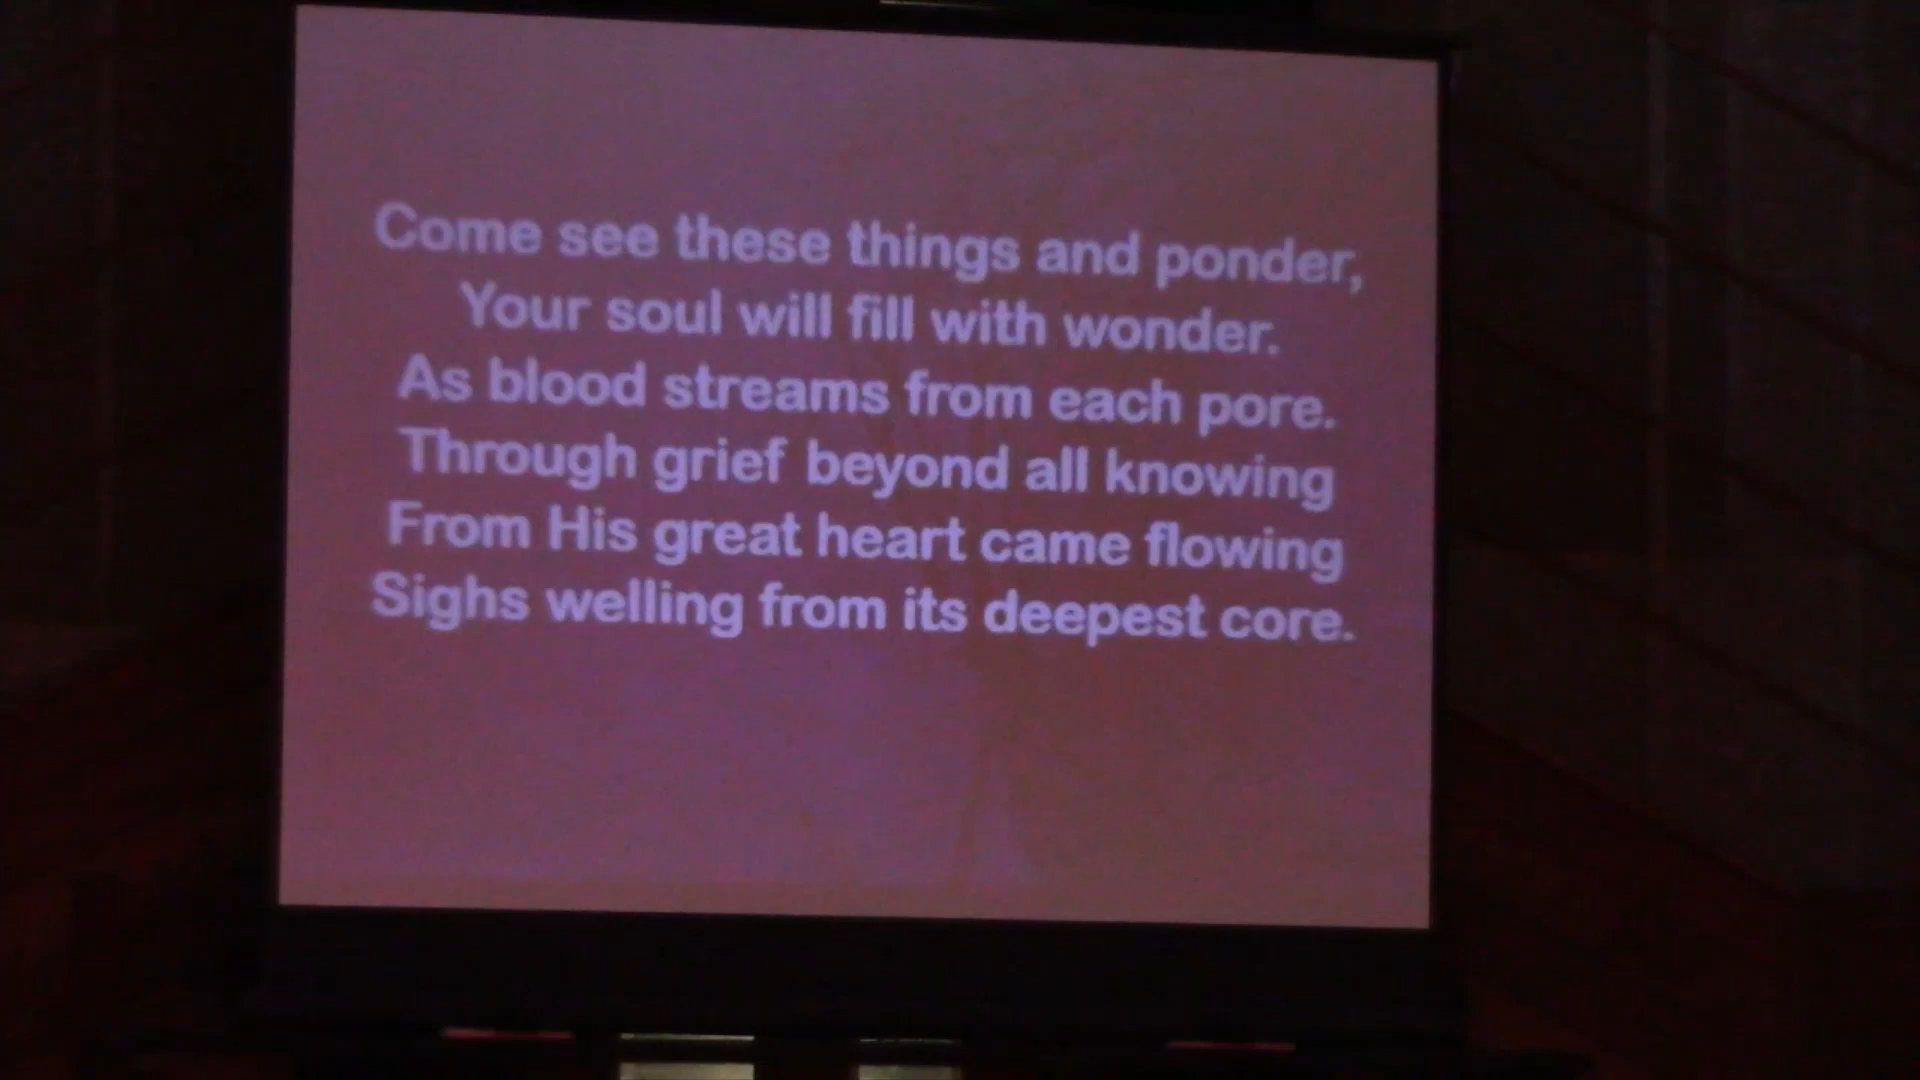 Come see these things and ponder,
Your soul will fill with wonder.
As blood streams from each pore.
Through grief beyond all knowing
From His great heart came flowing
Sighs welling from its deepest core.